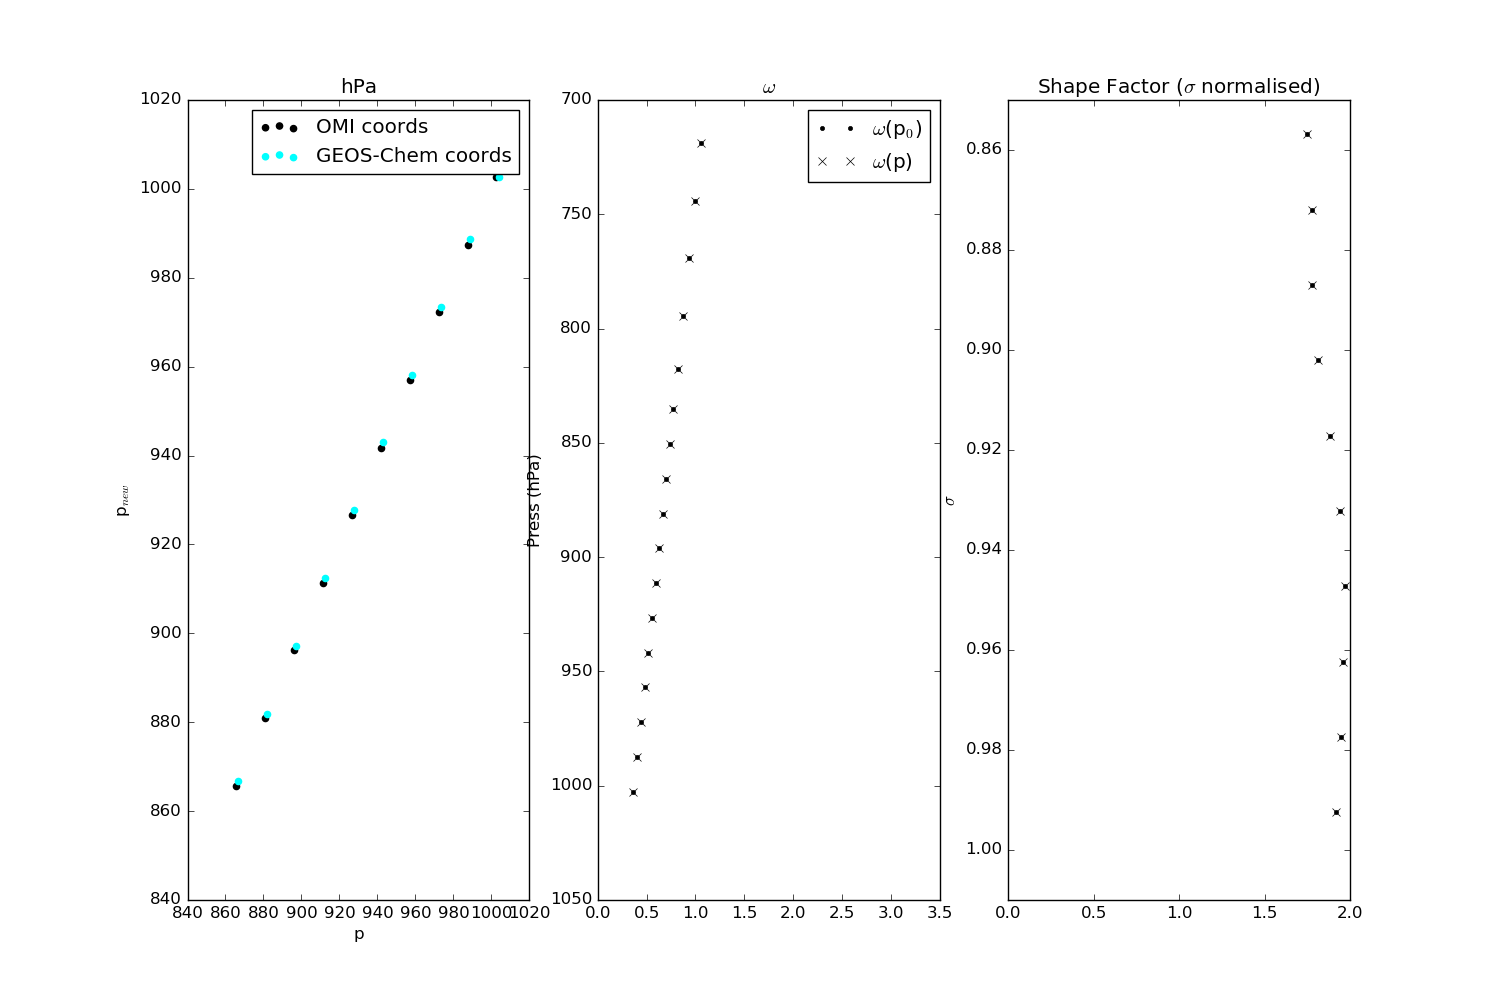 hPa
1020
1000
980
960
940
920
900
880
860
840
840 860 880 900 920 940 960 980 1000 1020
p
p_new
OMI coords
GEOS-Chem coords
ω
700
750
800
850
900
950
1000
1050
0.0 0.5 1.0 1.5 2.0 2.5 3.0 3.5
Press (hPa)
ω(p₀)
ω(p)
Shape Factor (σ normalised)
0.86
0.88
0.90
0.92
0.94
0.96
0.98
1.00
0.0 0.5 1.0 1.5 2.0
σ